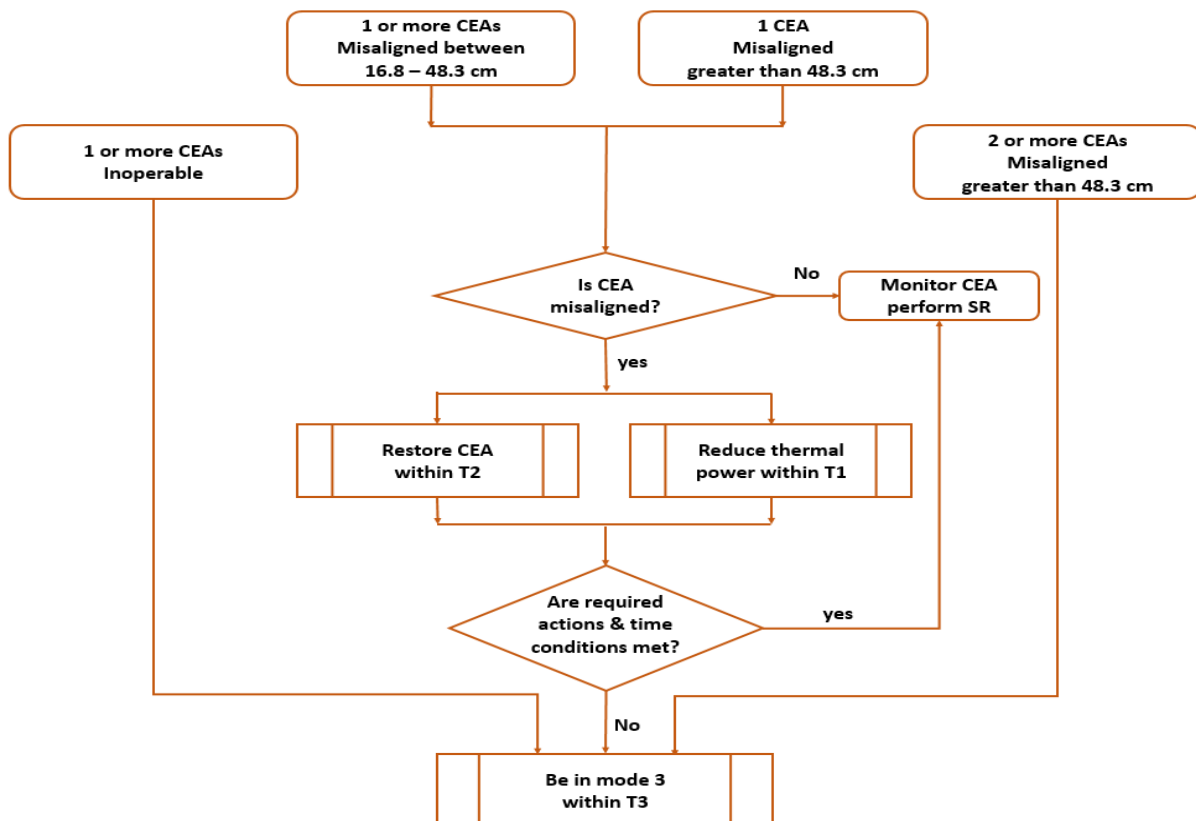 1 or more CEAs
Misaligned between
16.8 – 48.3 cm
1 CEA
Misaligned
greater than 48.3 cm
1 or more CEAs
Inoperable
2 or more CEAs
Misaligned
greater than 48.3 cm
Is CEA
misaligned?
No
Monitor CEA
perform SR
yes
Restore CEA
within T2
Reduce thermal
power within T1
Are required
actions & time
conditions met?
yes
No
Be in mode 3
within T3